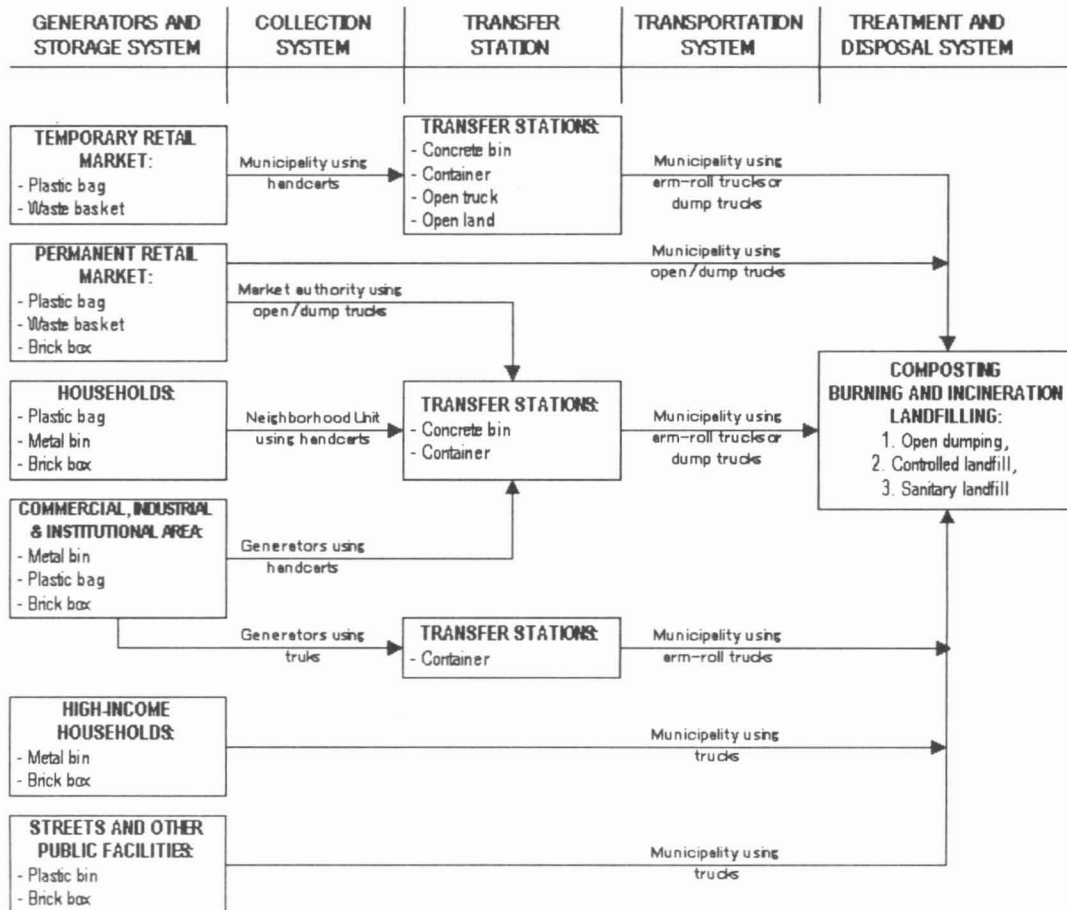 GENERATORS AND
STORAGE SYSTEM
COLLECTION
SYSTEM
TRANSFER
STATION
TRANSPORTATION
SYSTEM
TREATMENT AND
DISPOSAL SYSTEM
TEMPORARY RETAIL
MARKET:
- Plastic bag
- Waste basket
Municipality using
handcarts
TRANSFER STATIONS:
- Concrete bin
- Container
- Open truck
- Open land
Municipality using
arm-roll trucks or
dump trucks
PERMANENT RETAIL
MARKET:
- Plastic bag
- Waste basket
- Brick box
Municipality using
open/dump trucks
Market authority using
open/dump trucks
HOUSEHOLDS:
- Plastic bag
- Metal bin
- Brick box
Neighborhood Unit
using handcarts
TRANSFER STATIONS:
- Concrete bin
- Container
Municipality using
arm-roll trucks or
dump trucks
COMPOSTING
BURNING AND INCINERATION
LANDFILLING:
1. Open dumping,
2. Controlled landfill,
3. Sanitary landfill
COMMERCIAL, INDUSTRIAL
& INSTITUTIONAL AREA:
- Metal bin
- Plastic bag
- Brick box
Generators using
handcarts
Generators using
truks
TRANSFER STATIONS:
- Container
Municipality using
arm-roll trucks
HIGH-INCOME
HOUSEHOLDS:
- Metal bin
- Brick box
Municipality using
trucks
STREETS AND OTHER
PUBLIC FACILITIES:
- Plastic bin
- Brick box
Municipality using
trucks